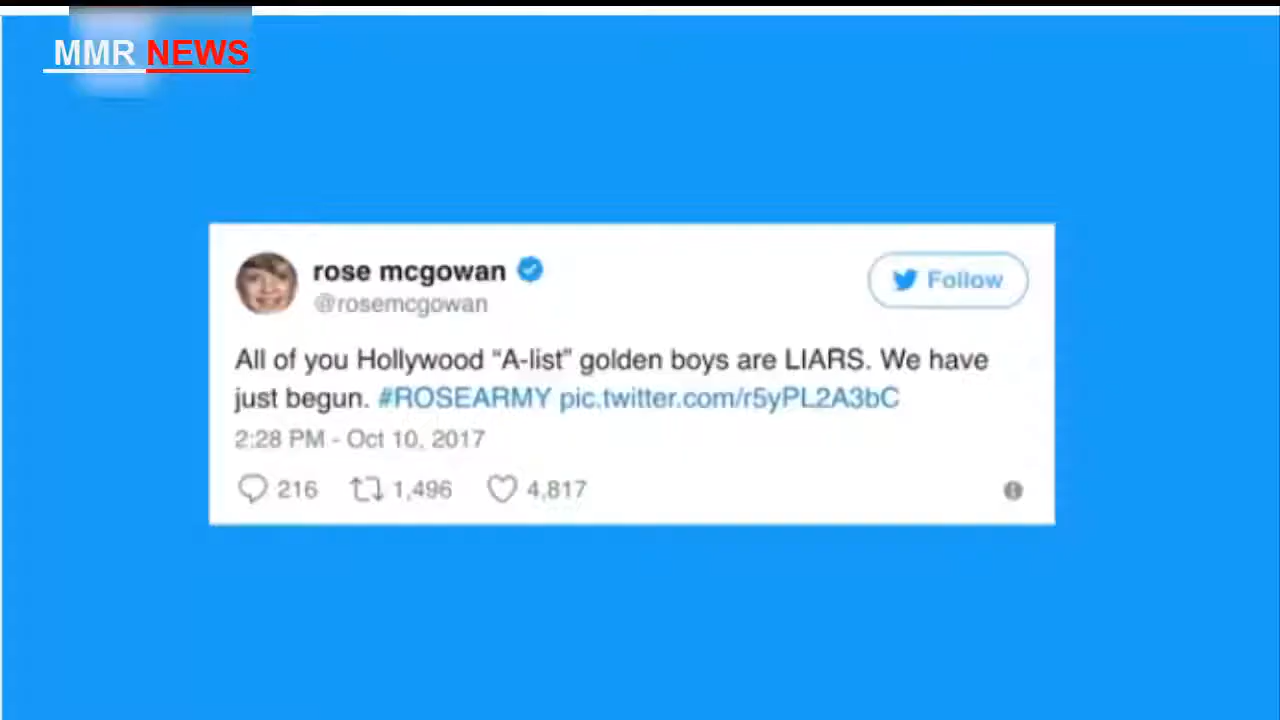 MMR NEWS
rose mcgowan
@rosemcgowan
Follow
All of you Hollywood “A-list” golden boys are LIARS. We have
just begun. #ROSEARMY pic.twitter.com/r5yPL2A3bC
2:28 PM - Oct 10, 2017
216 1,496 4,817